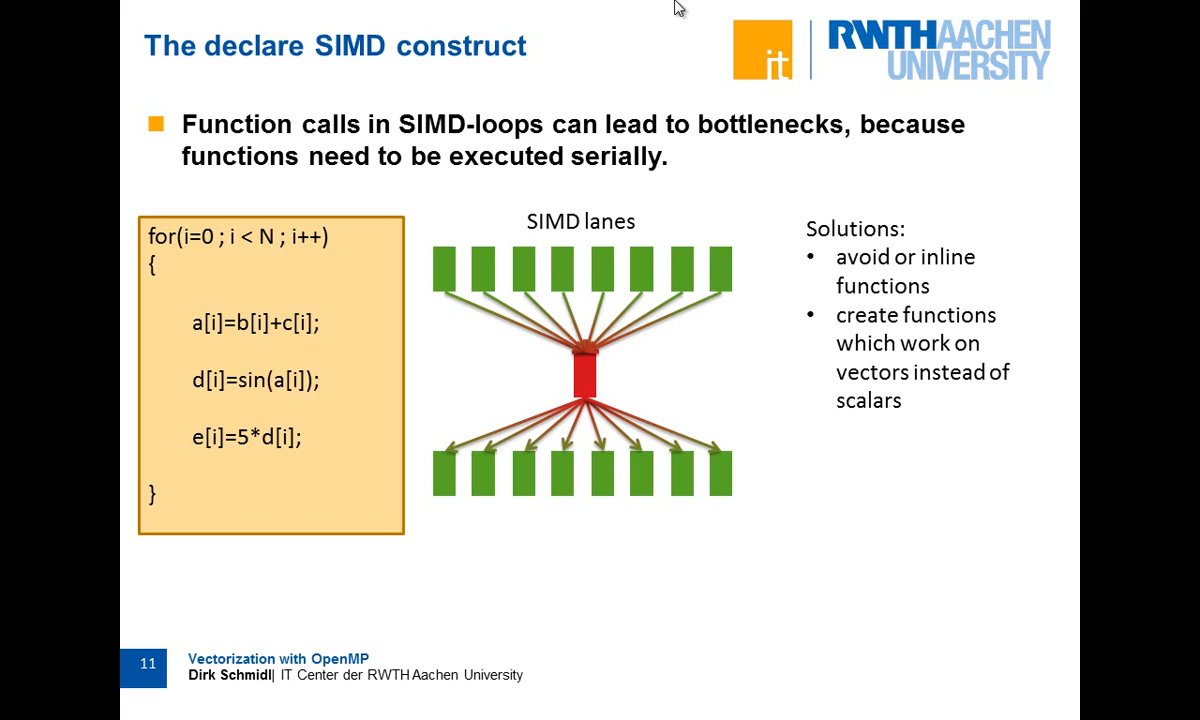 The declare SIMD construct
it
RWTHAACHEN
UNIVERSITY
Function calls in SIMD-loops can lead to bottlenecks, because
functions need to be executed serially.
for(i=0 ; i < N ; i++)
{
a[i]=b[i]+c[i];
d[i]=sin(a[i]);
e[i]=5*d[i];
}
SIMD lanes
Solutions:
• avoid or inline
functions
• create functions
which work on
vectors instead of
scalars
11
Vectorization with OpenMP
Dirk Schmidl| IT Center der RWTH Aachen University